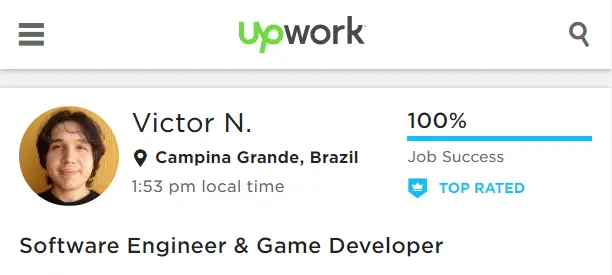 upwork
Victor N.
Campina Grande, Brazil
1:53 pm local time
100%
Job Success
TOP RATED
Software Engineer & Game Developer